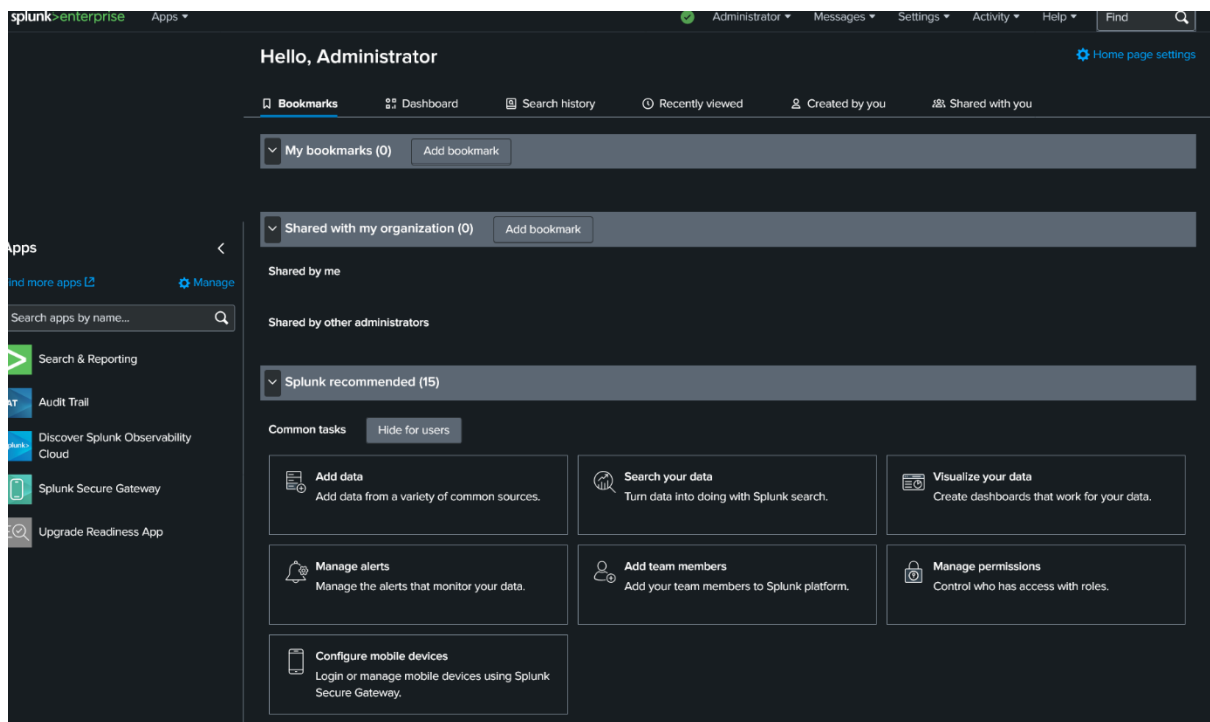 splunk>enterprise Apps Administrator Messages Settings Activity Help Find
Hello, Administrator
Home page settings
Bookmarks Dashboard Search history Recently viewed Created by you Shared with you
My bookmarks (0) Add bookmark
Shared with my organization (0) Add bookmark
Shared by me
Shared by other administrators
Splunk recommended (15)
Common tasks Hide for users
Add data
Add data from a variety of common sources.
Search your data
Turn data into doing with Splunk search.
Visualize your data
Create dashboards that work for your data.
Manage alerts
Manage the alerts that monitor your data.
Add team members
Add your team members to Splunk platform.
Manage permissions
Control who has access with roles.
Configure mobile devices
Login or manage mobile devices using Splunk
Secure Gateway.
Apps
ind more apps Manage
Search apps by name...
Search & Reporting
AT Audit Trail
Discover Splunk Observability
Cloud
Splunk Secure Gateway
Upgrade Readiness App